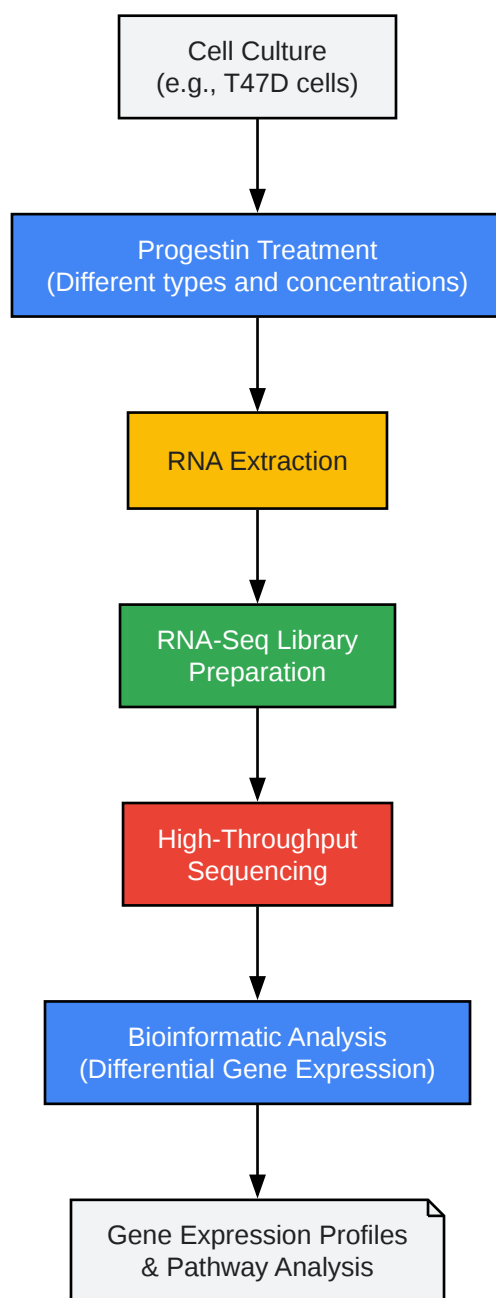 Cell Culture
(e.g., T47D cells)
Progestin Treatment
(Different types and concentrations)
RNA Extraction
RNA-Seq Library
Preparation
High-Throughput
Sequencing
Bioinformatic Analysis
(Differential Gene Expression)
Gene Expression Profiles
& Pathway Analysis